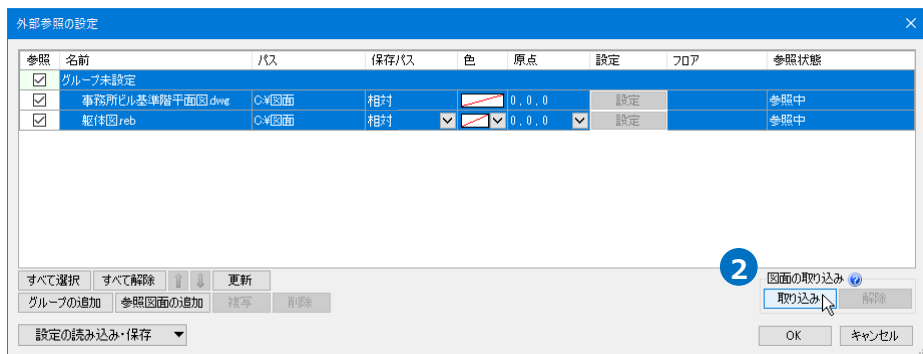 外部参照の設定
参照 名前 パス 保存パス 色 原点 設定 フロア 参照状態
グループ未設定
事務所ビル基準階平面図.dwg C:¥図面 相対 0,0,0 設定 参照中
躯体図.reb C:¥図面 相対 0,0,0 設定 参照中
すべて選択 すべて解除 更新
2 図面の取り込み
グループの追加 参照図面の追加 複写 削除 取り込み 解除
設定の読み込み・保存 OK キャンセル